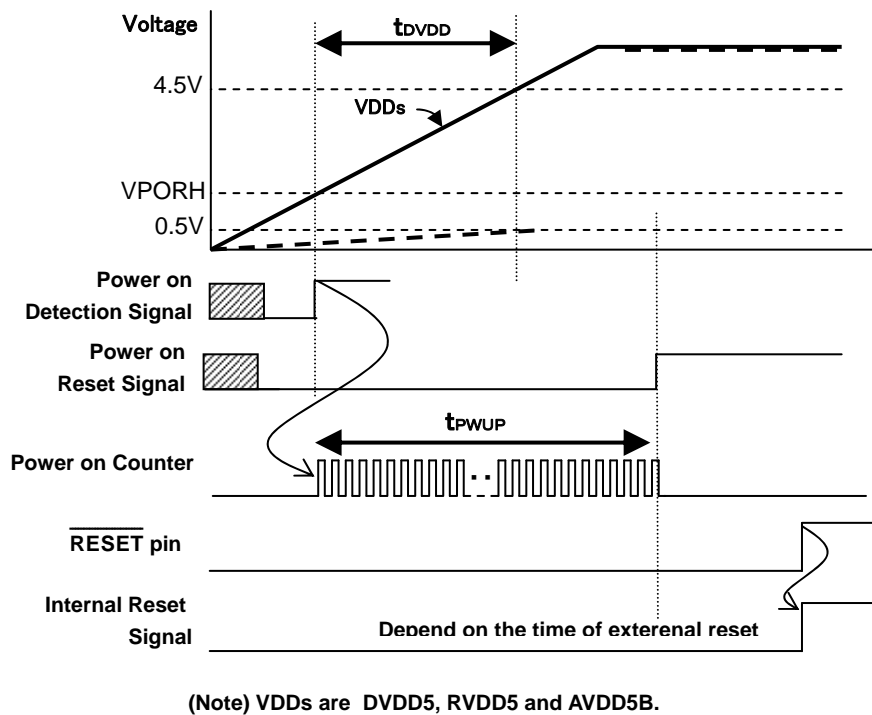 Voltage
tDVDD
4.5V
VDDs
VPORH
0.5V
Power on
Detection Signal
Power on
Reset Signal
tPWUP
Power on Counter
RESET pin
Internal Reset
Signal
Depend on the time of exterenal reset
(Note) VDDs are DVDD5, RVDD5 and AVDD5B.